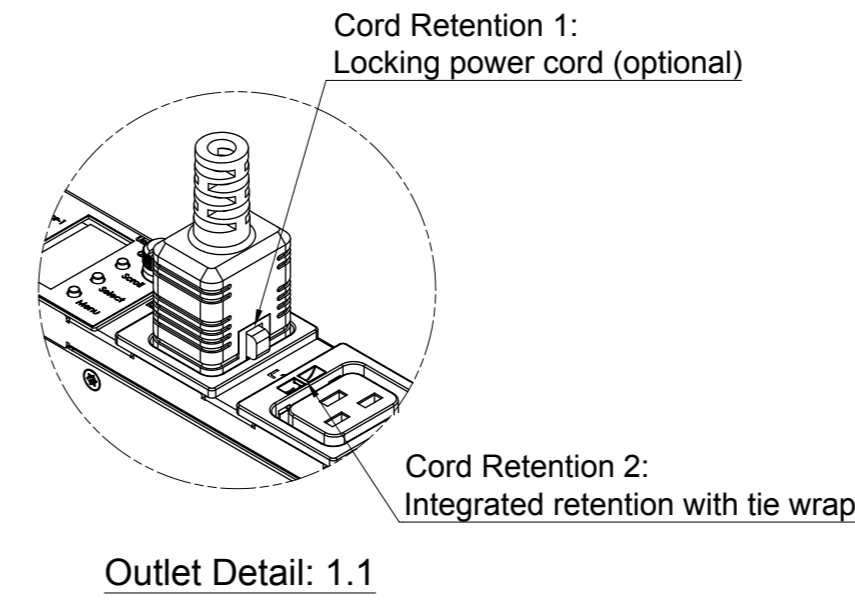 Cord Retention 1:
Locking power cord (optional)
Scroll
Select
Menu
Cord Retention 2:
Integrated retention with tie wrap
Outlet Detail: 1.1